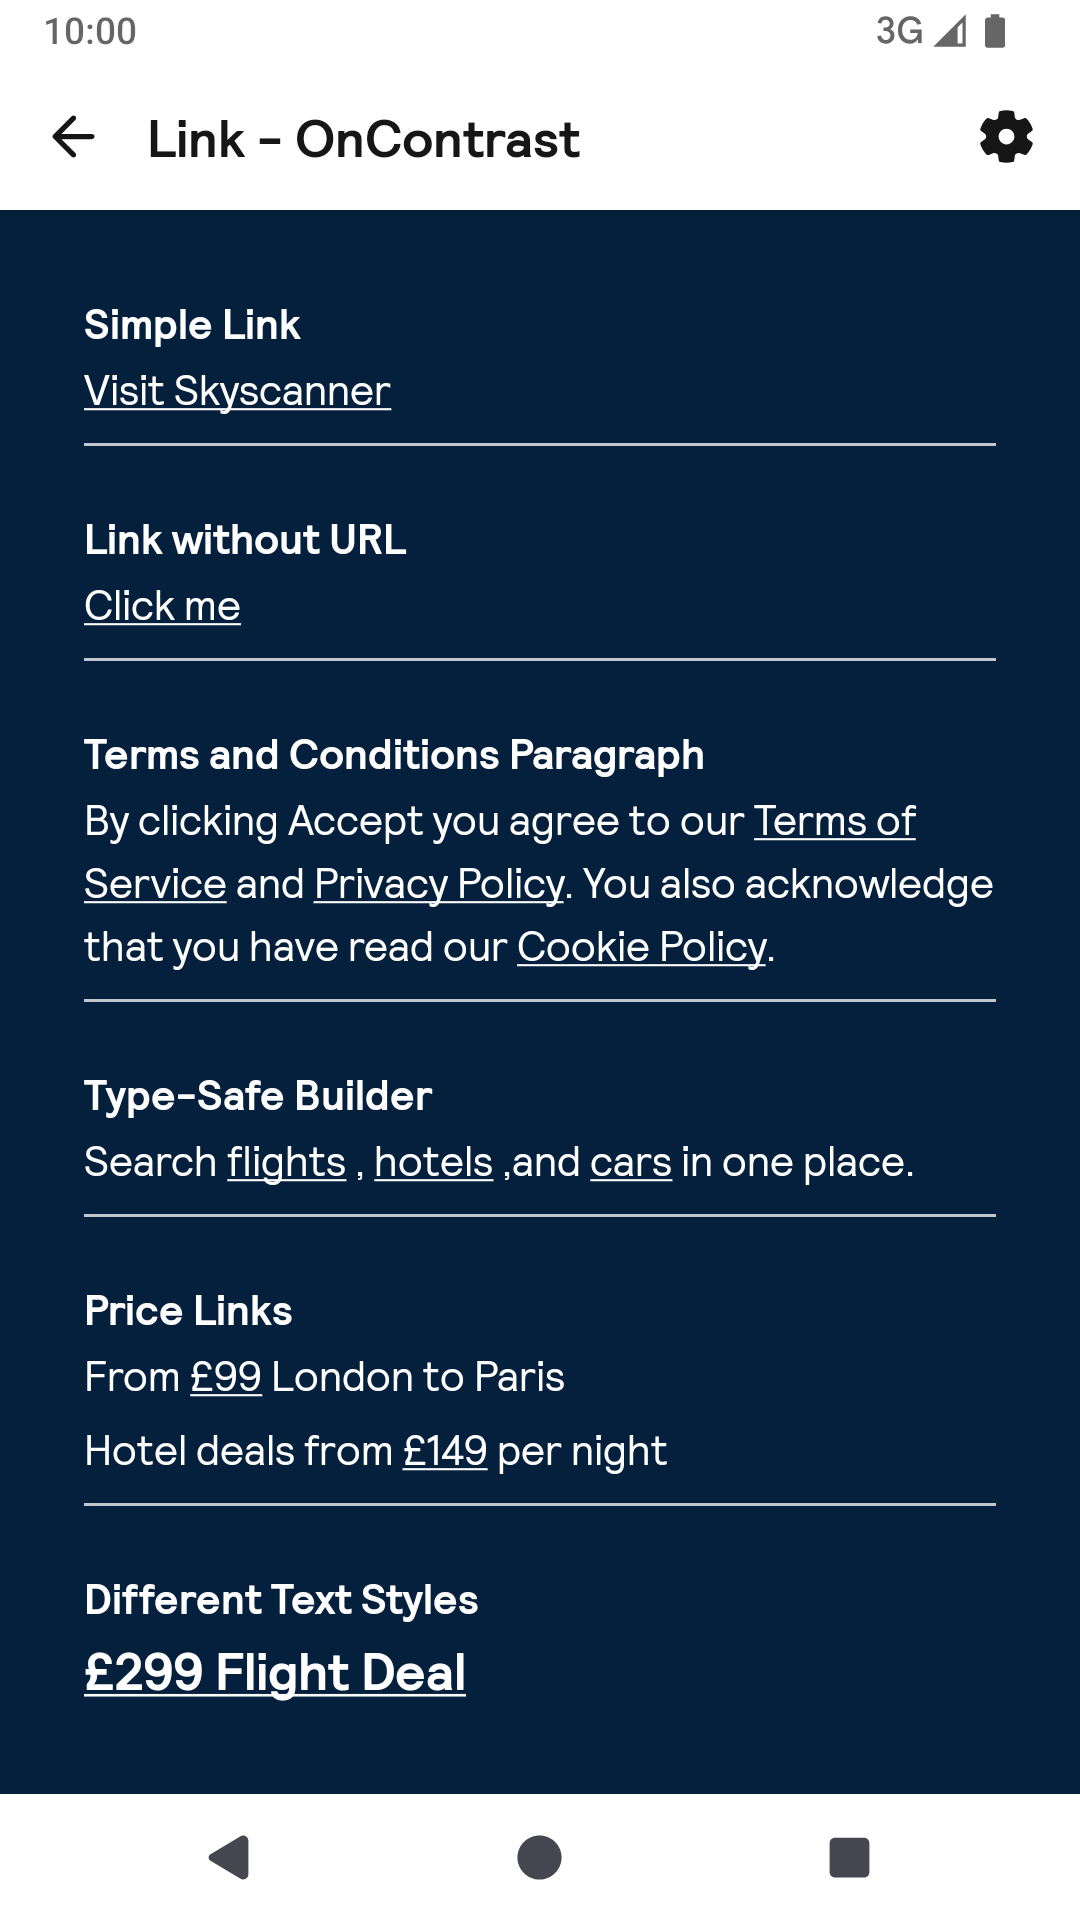 10:00 3G
Link - OnContrast
Simple Link
Visit Skyscanner
Link without URL
Click me
Terms and Conditions Paragraph
By clicking Accept you agree to our Terms of
Service and Privacy Policy. You also acknowledge
that you have read our Cookie Policy.
Type-Safe Builder
Search flights , hotels ,and cars in one place.
Price Links
From £99 London to Paris
Hotel deals from £149 per night
Different Text Styles
£299 Flight Deal